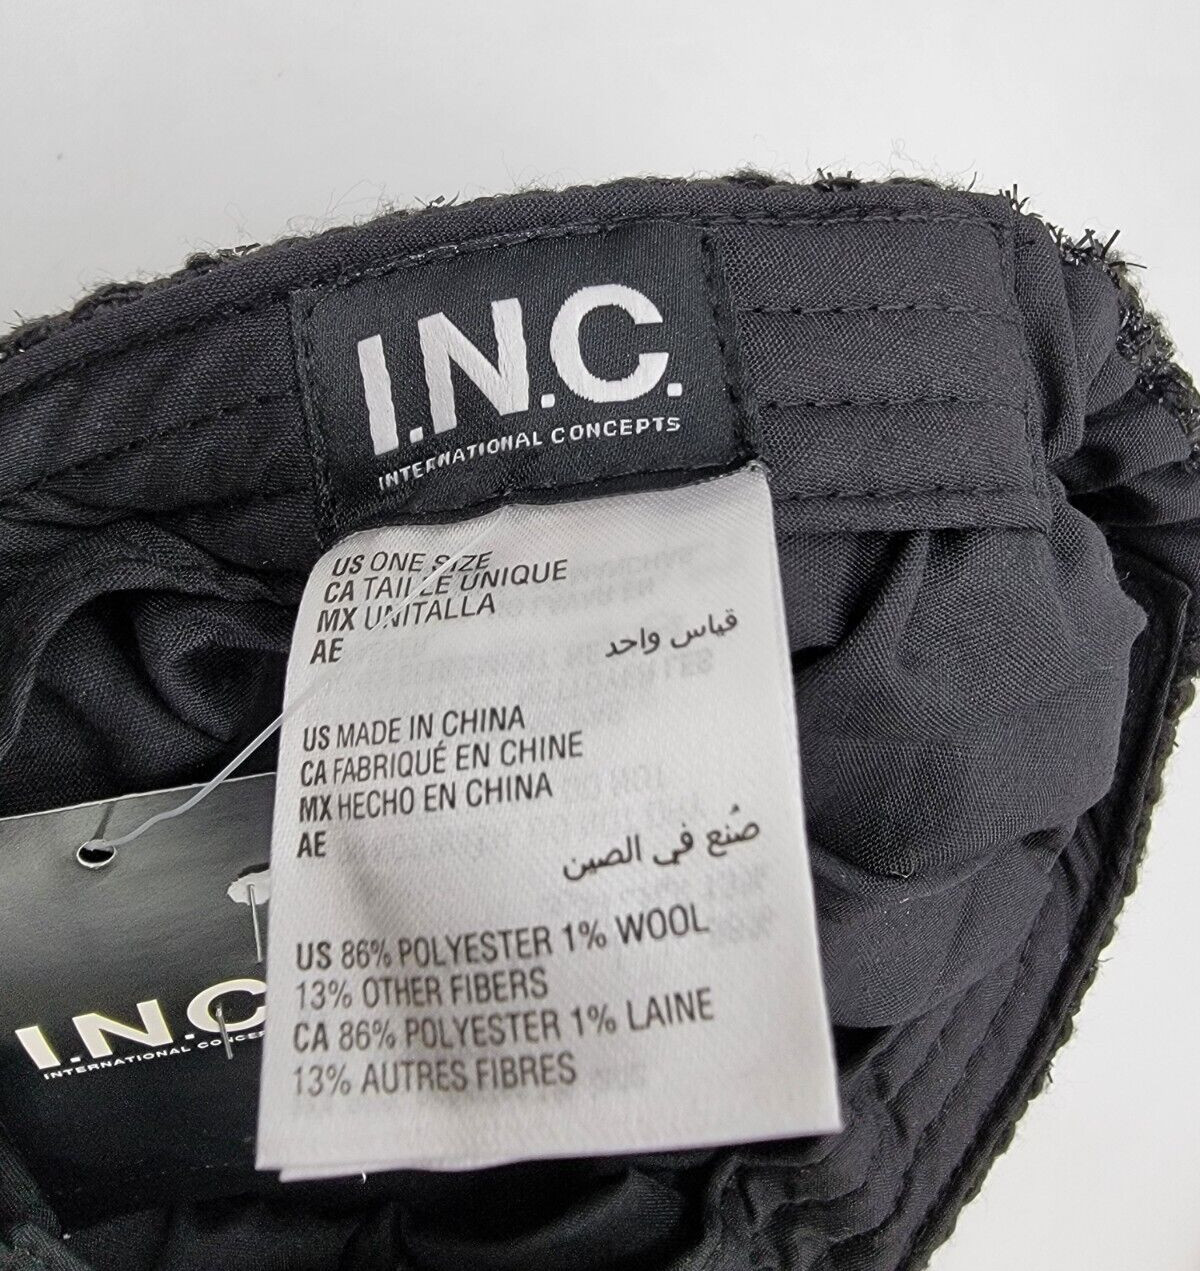 I.N.C.
INTERNATIONAL CONCEPTS
US ONE SIZE
CA TAILLE UNIQUE
MX UNITALLA
AE قياس واحد
US MADE IN CHINA
CA FABRIQUÉ EN CHINE
MX HECHO EN CHINA
AE صُنع في الصين
US 86% POLYESTER 1% WOOL
13% OTHER FIBERS
CA 86% POLYESTER 1% LAINE
13% AUTRES FIBRES
I.N.C
INTERNATIONAL CONCE